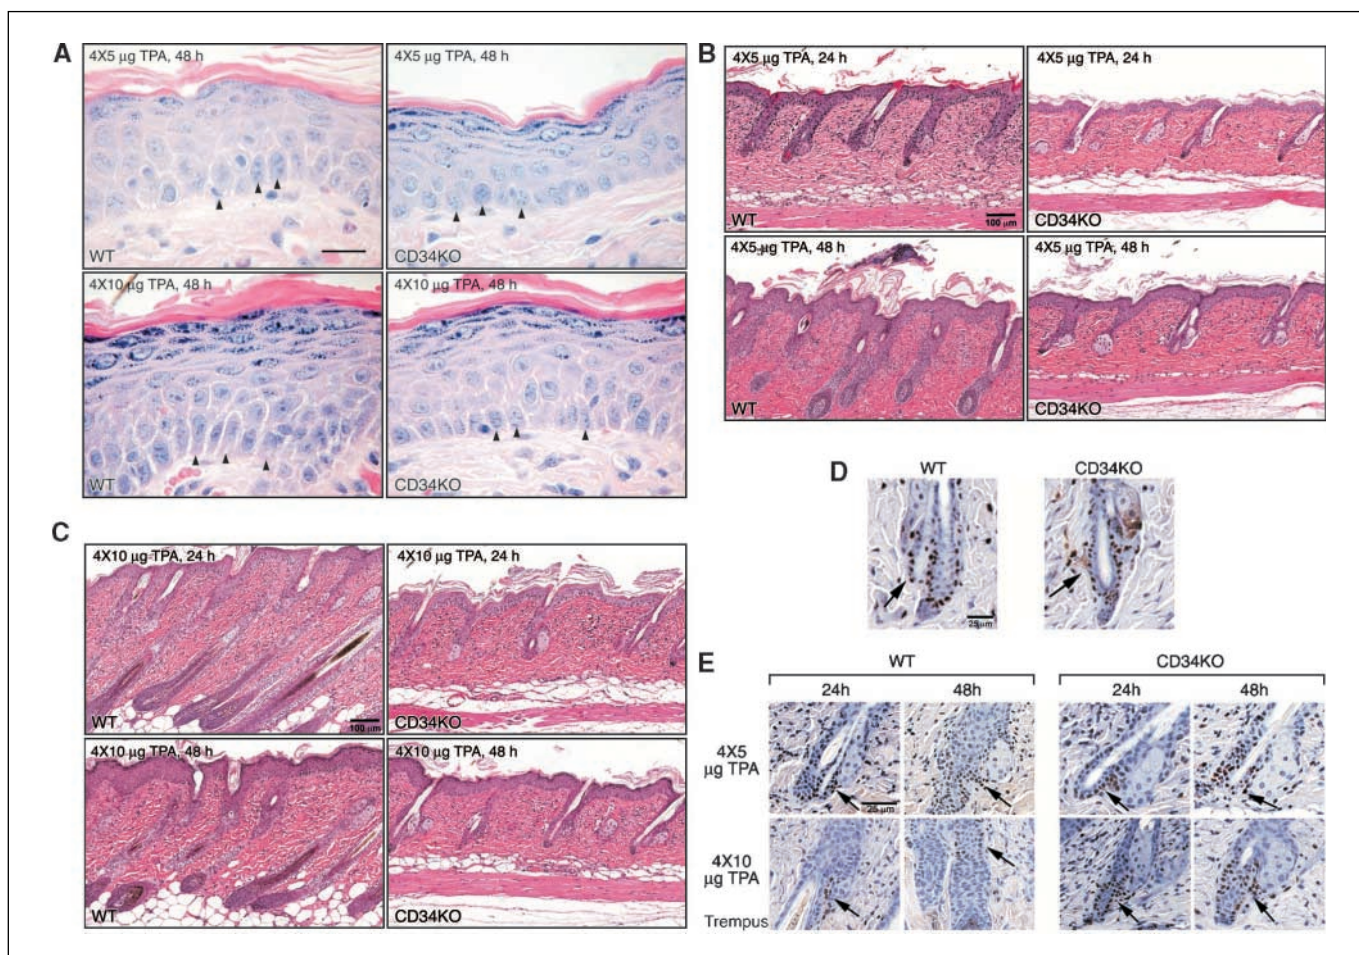 A
4X5 µg TPA, 48 h
4X5 µg TPA, 48 h
WT
CD34KO
4X10 µg TPA, 48 h
4X10 µg TPA, 48 h
WT
CD34KO
B
4X5 µg TPA, 24 h
4X5 µg TPA, 24 h
WT
100 µm
CD34KO
4X5 µg TPA, 48 h
4X5 µg TPA, 48 h
WT
CD34KO
C
4X10 µg TPA, 24 h
4X10 µg TPA, 24 h
WT
100 µm
CD34KO
4X10 µg TPA, 48 h
4X10 µg TPA, 48 h
WT
CD34KO
D
WT
CD34KO
25µm
E
WT
CD34KO
24h
48h
24h
48h
4X5
µg TPA
25 µm
4X10
µg TPA
Trempus